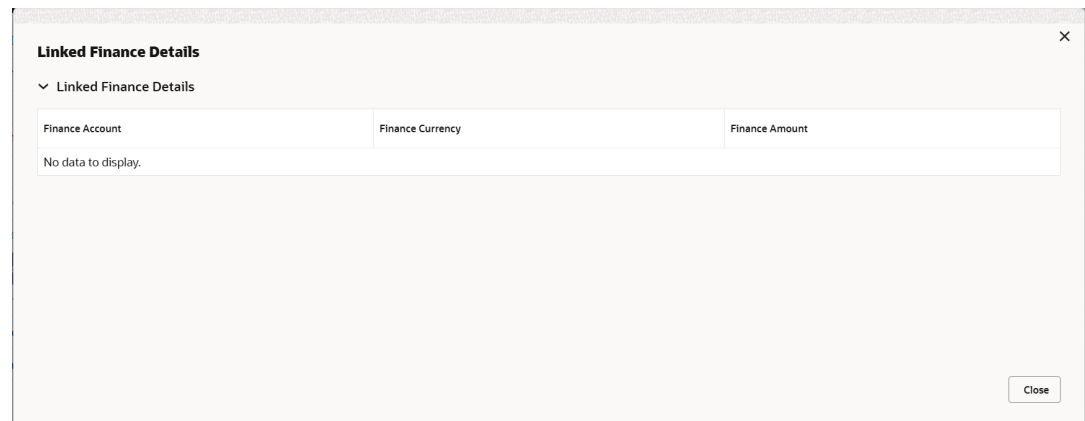 Linked Finance Details
Linked Finance Details
Finance Account Finance Currency Finance Amount
No data to display.
Close